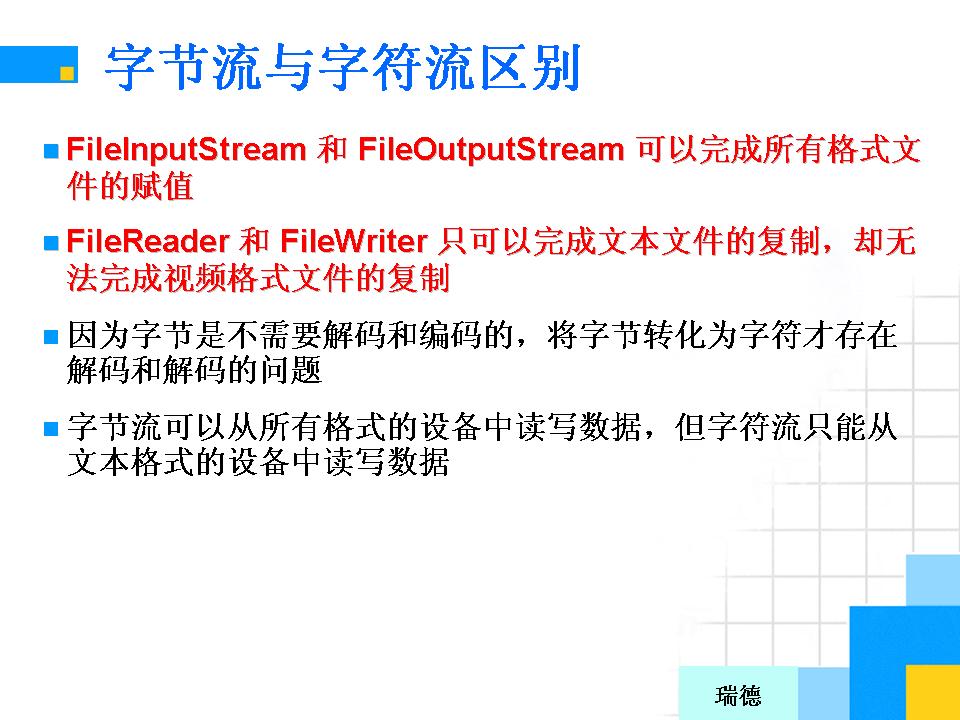 字节流与字符流区别
FileInputStream 和 FileOutputStream 可以完成所有格式文
件的赋值
FileReader 和 FileWriter 只可以完成文本文件的复制，却无
法完成视频格式文件的复制
因为字节是不需要解码和编码的，将字节转化为字符才存在
解码和解码的问题
字节流可以从所有格式的设备中读写数据，但字符流只能从
文本格式的设备中读写数据
瑞德